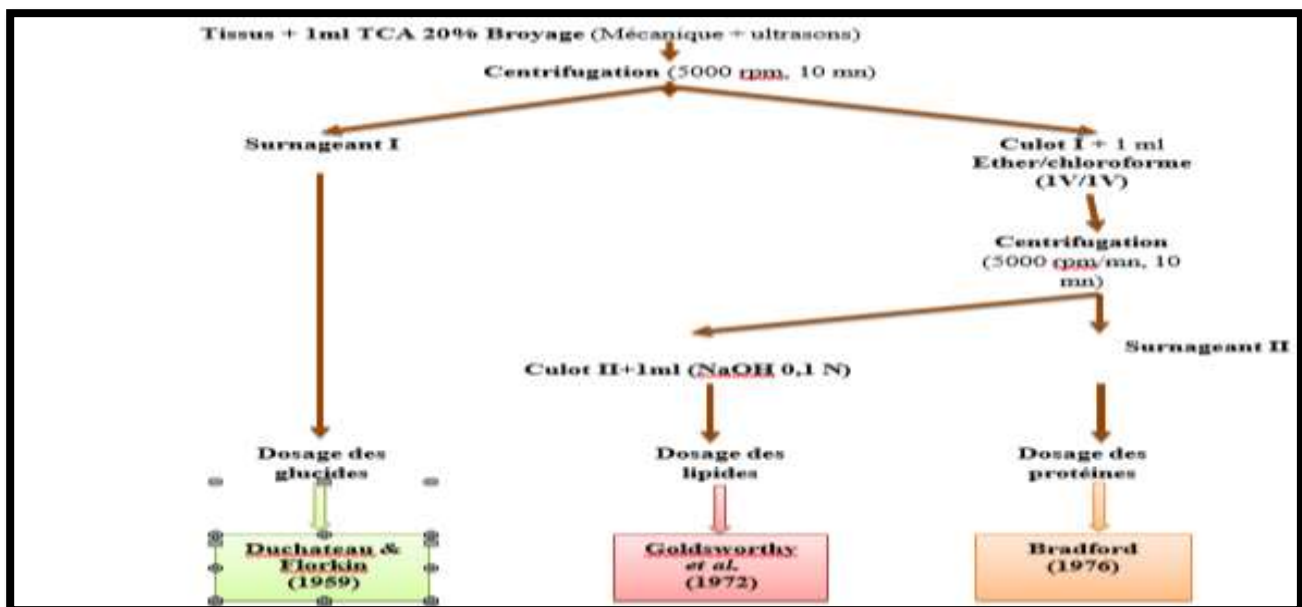 Tissus + 1ml TCA 20% Broyage (Mécanique + ultrasons)
Centrifugation (5000 rpm, 10 mn)
Surnageant I
Culot I + 1 ml
Ether/chloroforme
(1V/1V)
Centrifugation
(5000 rpm/mn, 10
mn)
Surnageant II
Culot II+1ml (NaOH 0,1 N)
Dosage des
glucides
Dosage des
lipides
Dosage des
protéines
Duchateau &
Florkin
(1959)
Goldsworthy
et al.
(1972)
Bradford
(1976)